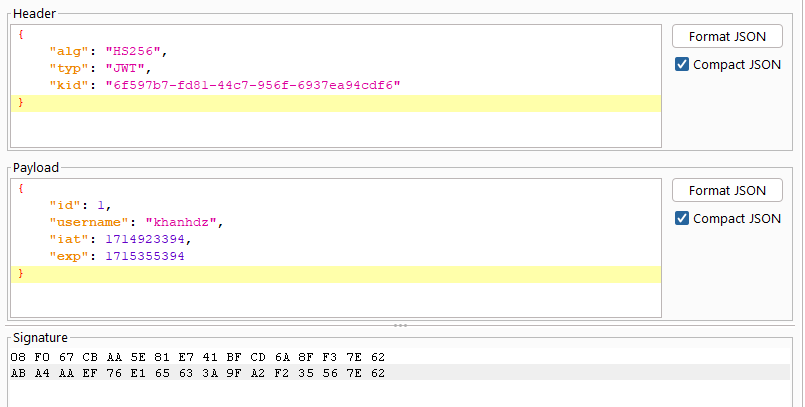 Header
{
"alg": "HS256",
"typ": "JWT",
"kid": "6f597b7-fd81-44c7-956f-6937ea94cdf6"
}
Format JSON
Compact JSON
Payload
{
"id": 1,
"username": "khanhdz",
"iat": 1714923394,
"exp": 1715355394
}
Format JSON
Compact JSON
Signature
08 F0 67 CB AA 5E 81 E7 41 BF CD 6A 8F F3 7E 62
AB A4 AA EF 76 E1 65 63 3A 9F A2 F2 35 56 7E 62